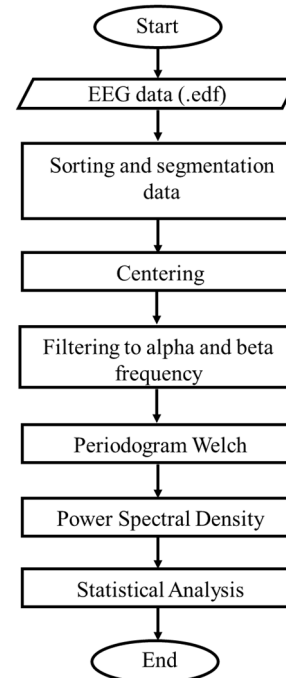 Start
EEG data (.edf)
Sorting and segmentation
data
Centering
Filtering to alpha and beta
frequency
Periodogram Welch
Power Spectral Density
Statistical Analysis
End